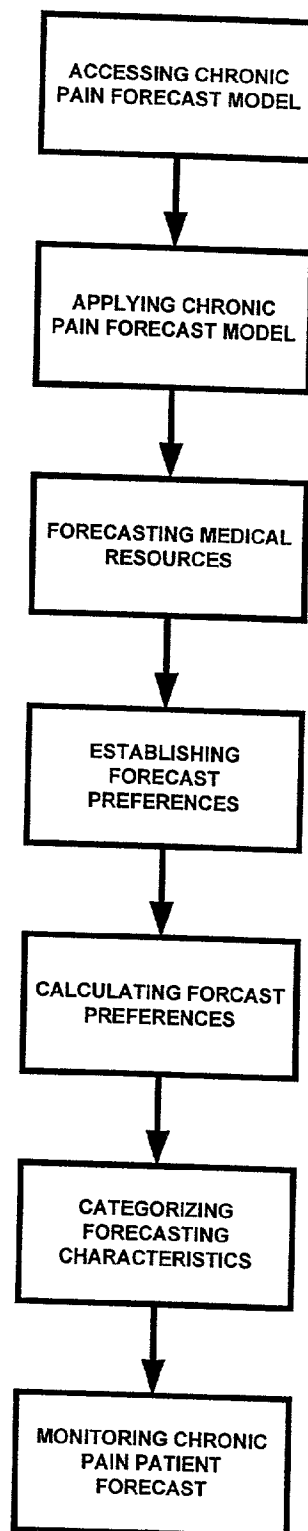 ACCESSING CHRONIC
PAIN FORECAST MODEL
APPLYING CHRONIC
PAIN FORECAST MODEL
FORECASTING MEDICAL
RESOURCES
ESTABLISHING
FORECAST
PREFERENCES
CALCULATING FORCAST
PREFERENCES
CATEGORIZING
FORECASTING
CHARACTERISTICS
MONITORING CHRONIC
PAIN PATIENT
FORECAST